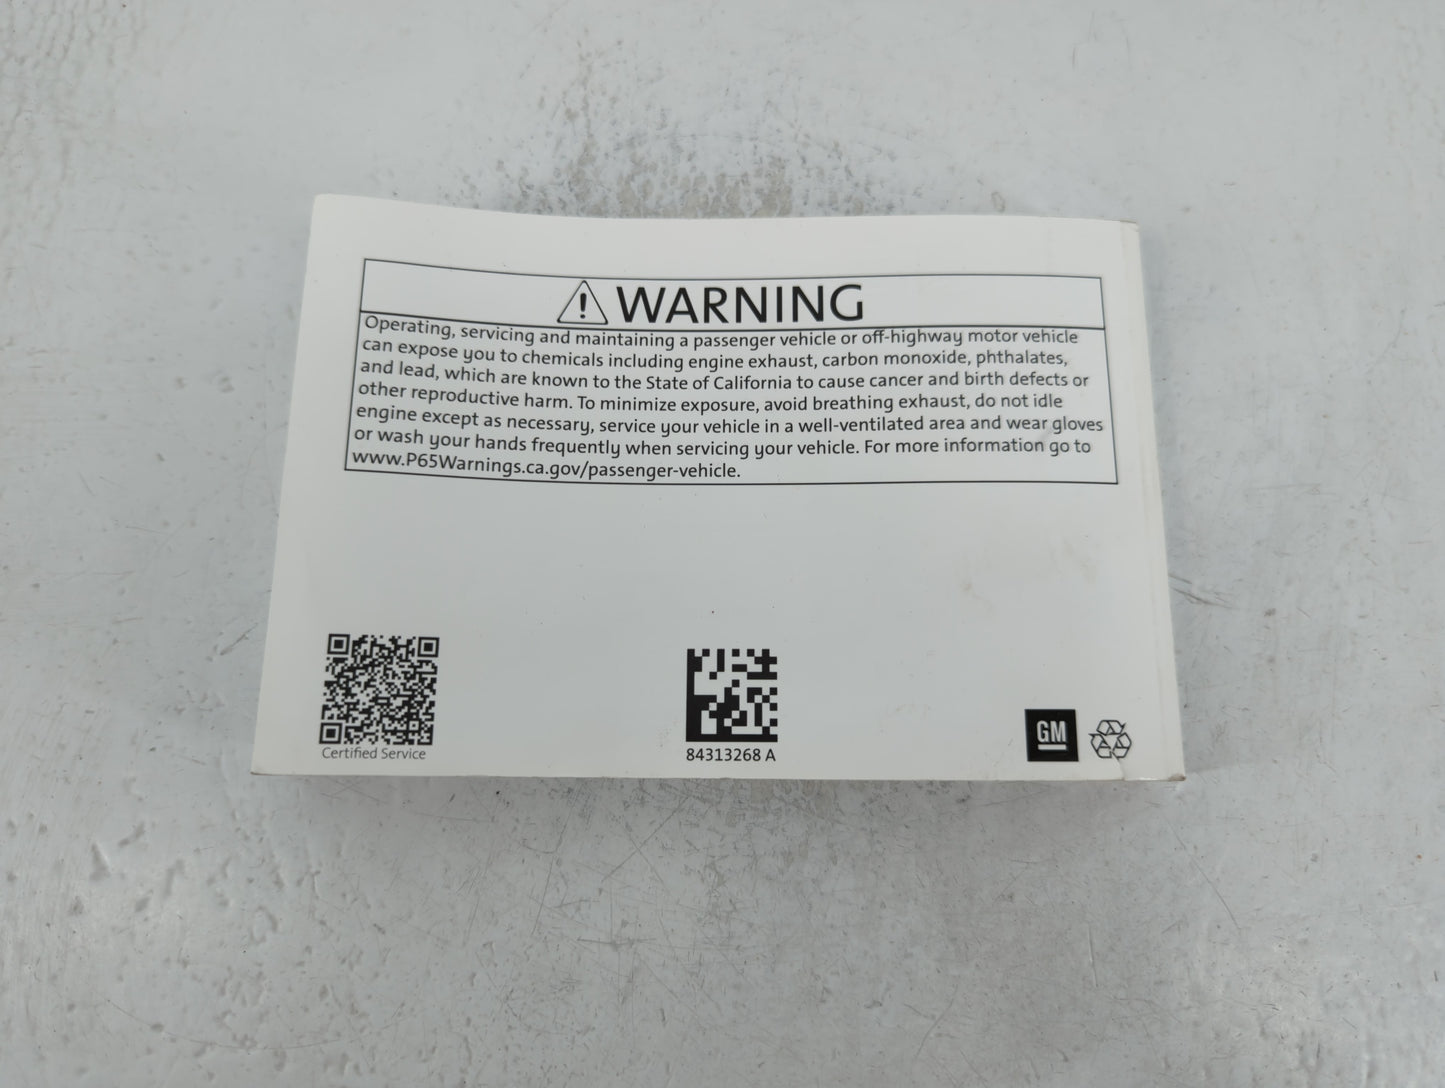 WARNING
Operating, servicing and maintaining a passenger vehicle or off-highway motor vehicle
can expose you to chemicals including engine exhaust, carbon monoxide, phthalates,
and lead, which are known to the State of California to cause cancer and birth defects or
other reproductive harm. To minimize exposure, avoid breathing exhaust, do not idle
engine except as necessary, service your vehicle in a well-ventilated area and wear gloves
or wash your hands frequently when servicing your vehicle. For more information go to
www.P65Warnings.ca.gov/passenger-vehicle.
Certified Service
84313268 A
GM